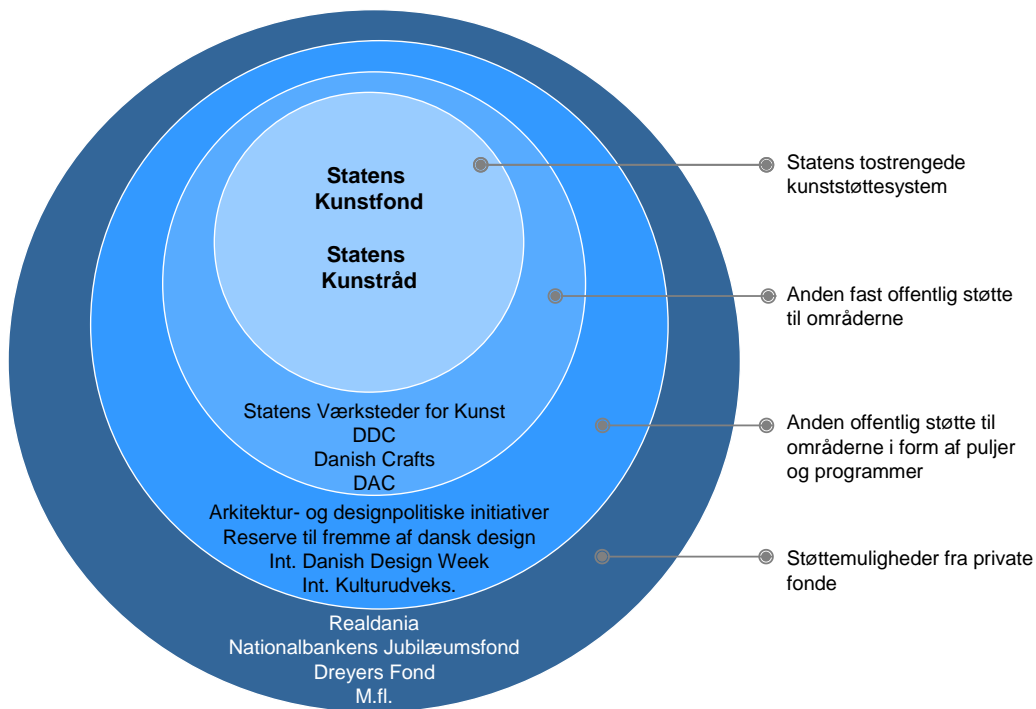 Statens
Kunstfond
Statens
Kunstråd
Statens Værksteder for Kunst
DDC
Danish Crafts
DAC
Arkitektur- og designpolitiske initiativer
Reserve til fremme af dansk design
Int. Danish Design Week
Int. Kulturudveks.
Realdania
Nationalbankens Jubilæumsfond
Dreyers Fond
M.fl.
Statens tostrengede
kunststøttesystem
Anden fast offentlig støtte
til områderne
Anden offentlig støtte til
områderne i form af puljer
og programmer
Støttemuligheder fra private
fonde